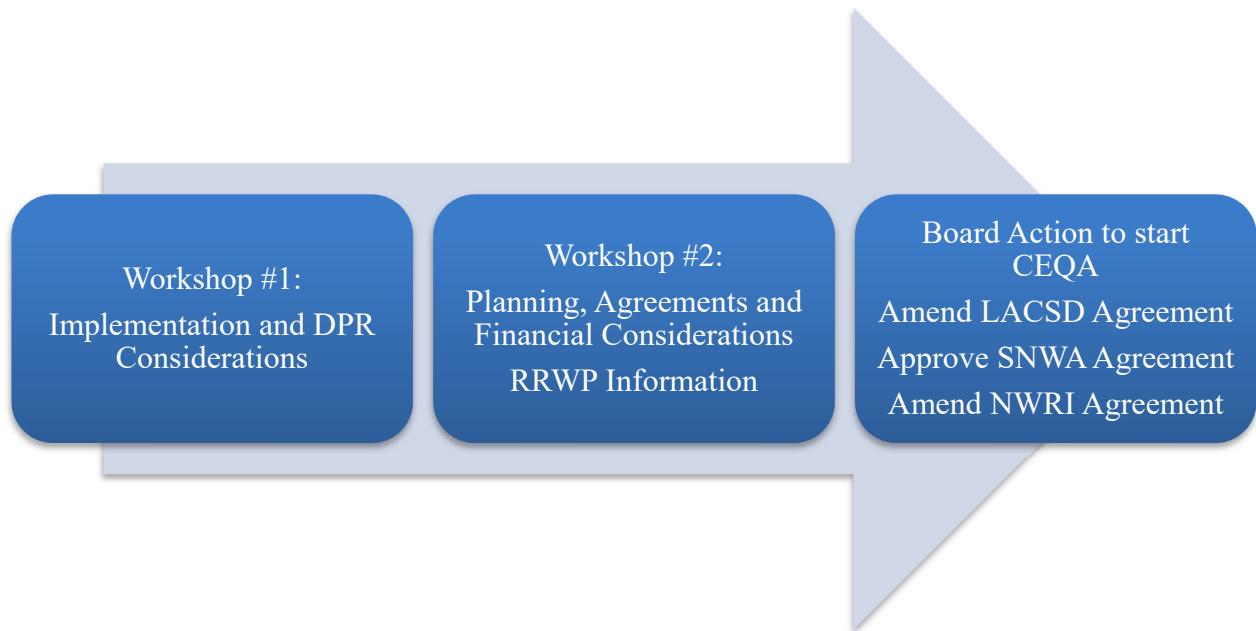 Workshop #1:
Implementation and DPR
Considerations
Workshop #2:
Planning, Agreements and
Financial Considerations
RRWP Information
Board Action to start
CEQA
Amend LACSD Agreement
Approve SNWA Agreement
Amend NWRI Agreement